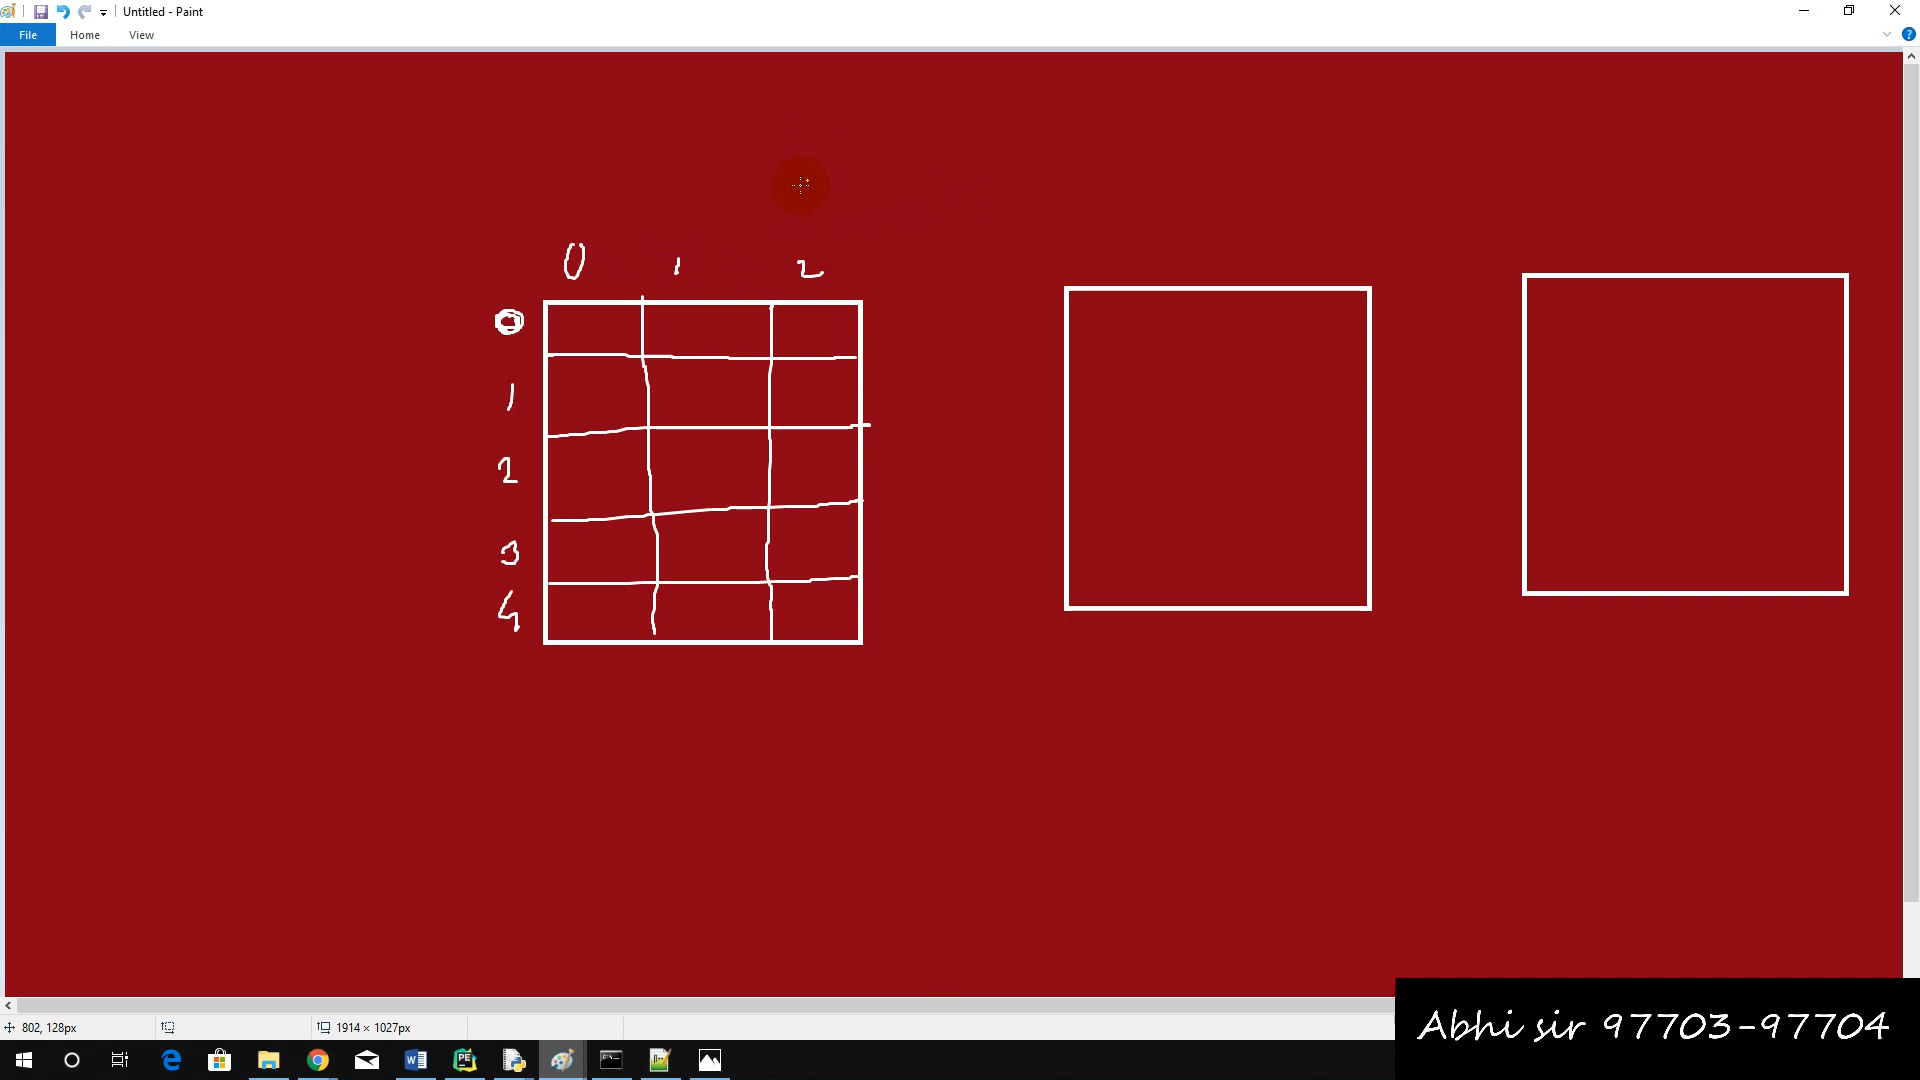 Untitled - Paint
File Home View
0 1 2
0
1
2
3
4
802, 128px
1914 × 1027px
Abhi sir 97703-97704